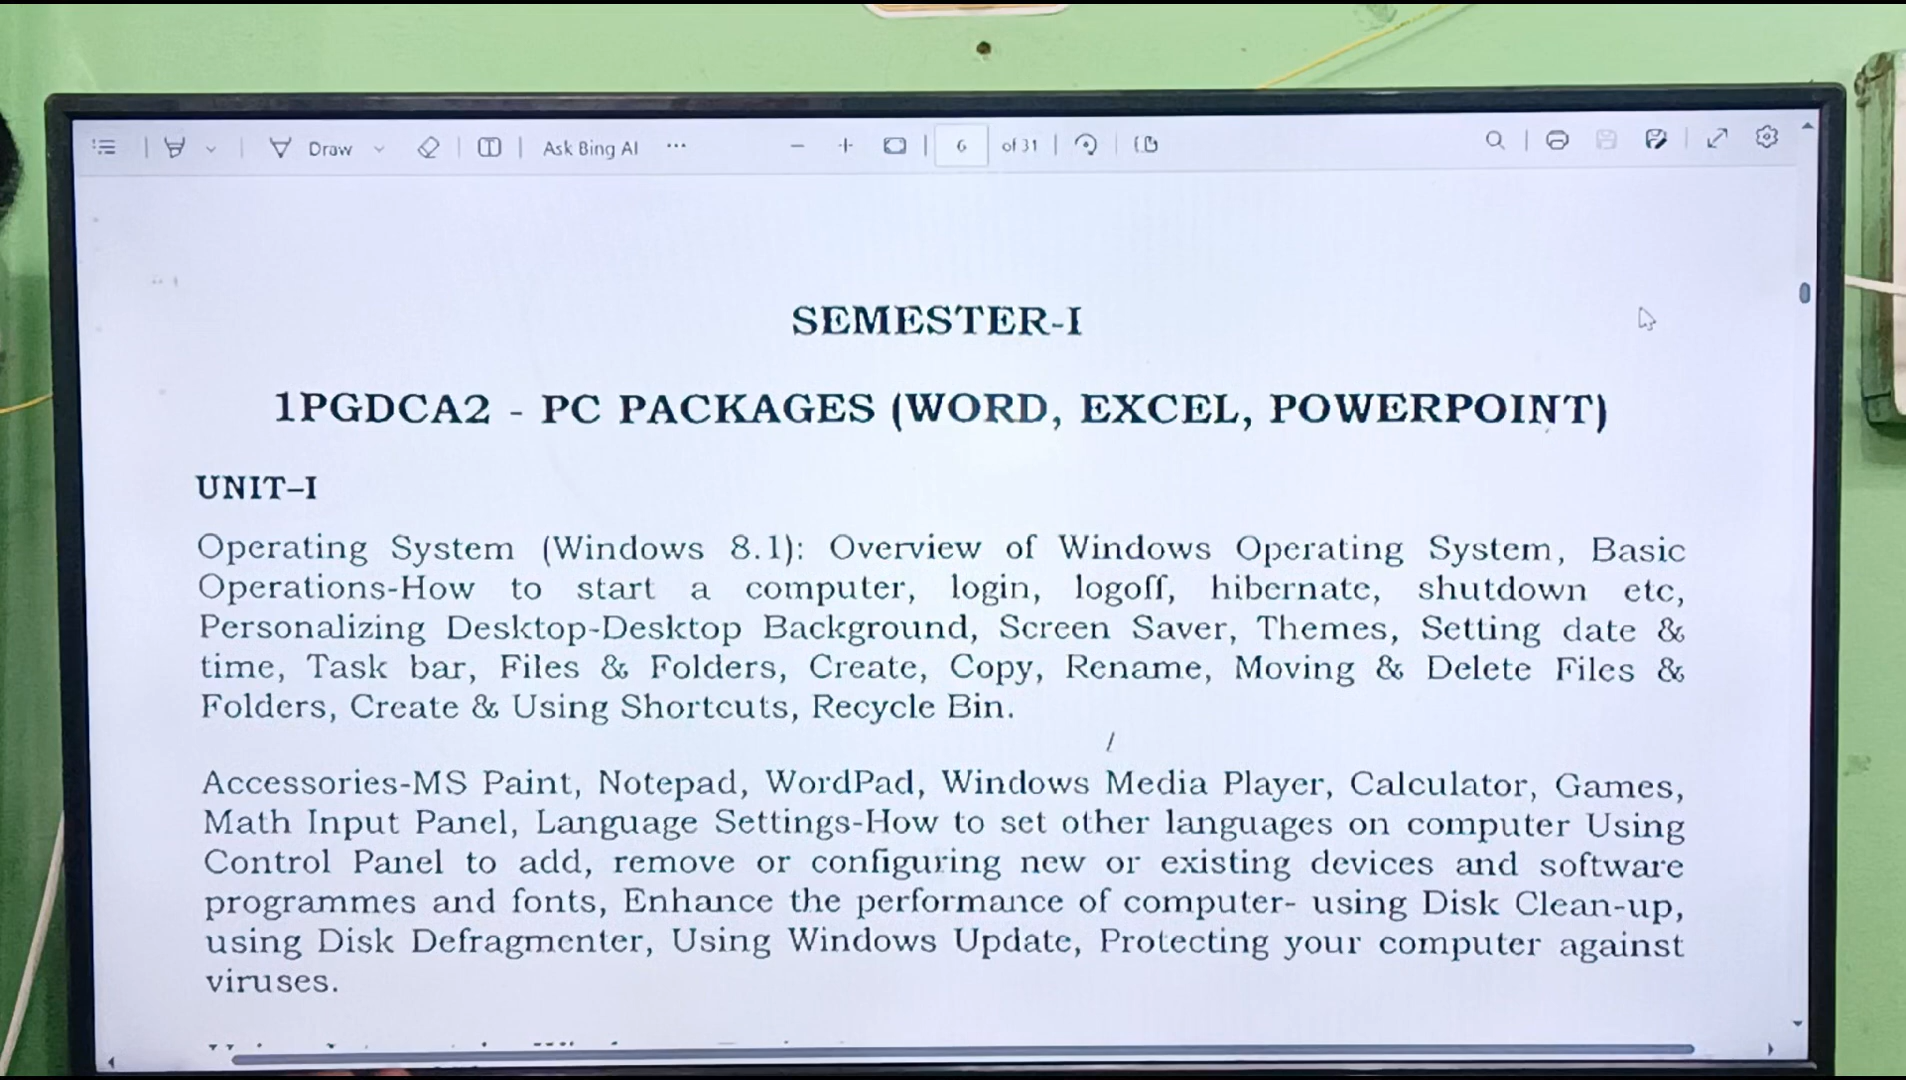 Draw
Ask Bing AI
6 of 31
SEMESTER-I
1PGDCA2 - PC PACKAGES (WORD, EXCEL, POWERPOINT)
UNIT–I
Operating System (Windows 8.1): Overview of Windows Operating System, Basic
Operations-How to start a computer, login, logoff, hibernate, shutdown etc,
Personalizing Desktop-Desktop Background, Screen Saver, Themes, Setting date &
time, Task bar, Files & Folders, Create, Copy, Rename, Moving & Delete Files &
Folders, Create & Using Shortcuts, Recycle Bin.
Accessories-MS Paint, Notepad, WordPad, Windows Media Player, Calculator, Games,
Math Input Panel, Language Settings-How to set other languages on computer Using
Control Panel to add, remove or configuring new or existing devices and software
programmes and fonts, Enhance the performance of computer- using Disk Clean-up,
using Disk Defragmenter, Using Windows Update, Protecting your computer against
viruses.